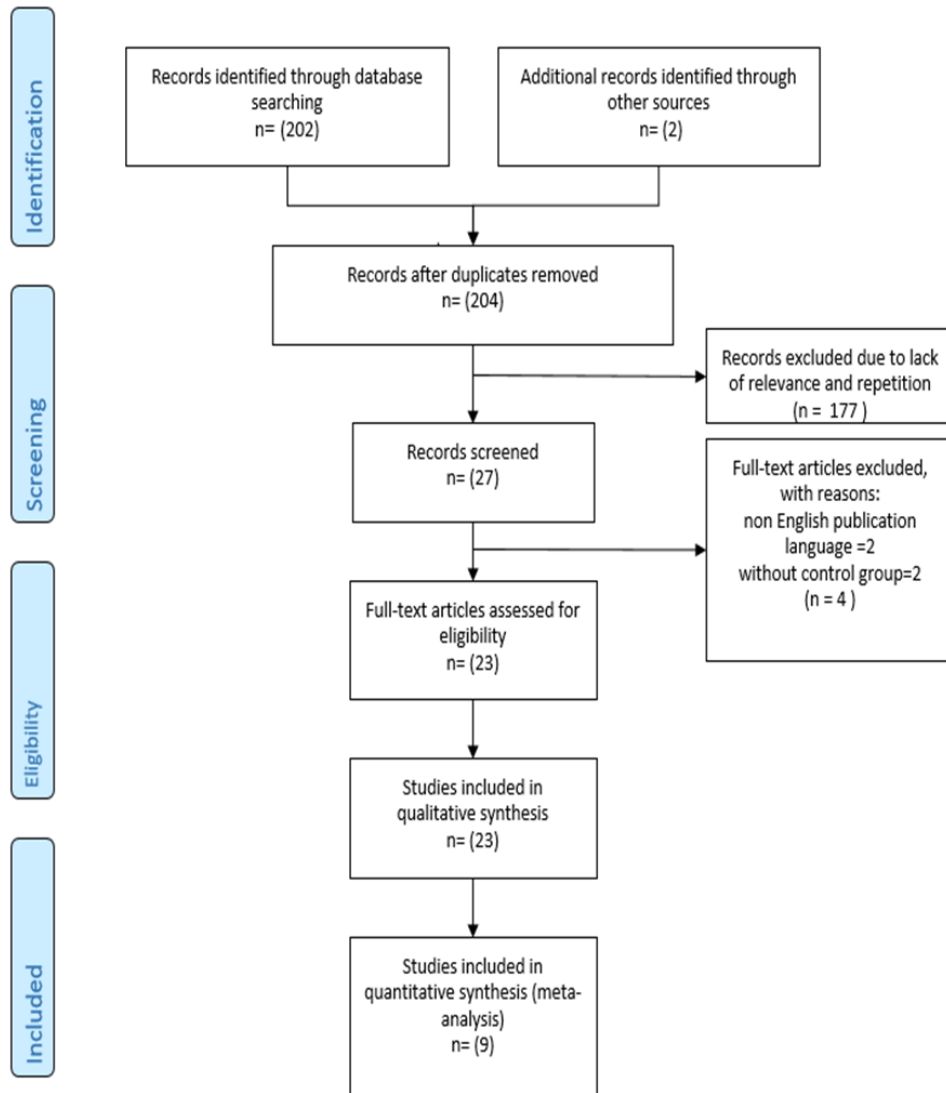 Identification
Records identified through database
searching
n= (202)
Additional records identified through
other sources
n= (2)
Records after duplicates removed
n= (204)
Screening
Records excluded due to lack
of relevance and repetition
(n = 177 )
Records screened
n= (27)
Full-text articles excluded,
with reasons:
non English publication
language =2
without control group=2
(n = 4 )
Eligibility
Full-text articles assessed for
eligibility
n= (23)
Studies included in
qualitative synthesis
n= (23)
Included
Studies included in
quantitative synthesis (meta-
analysis)
n= (9)